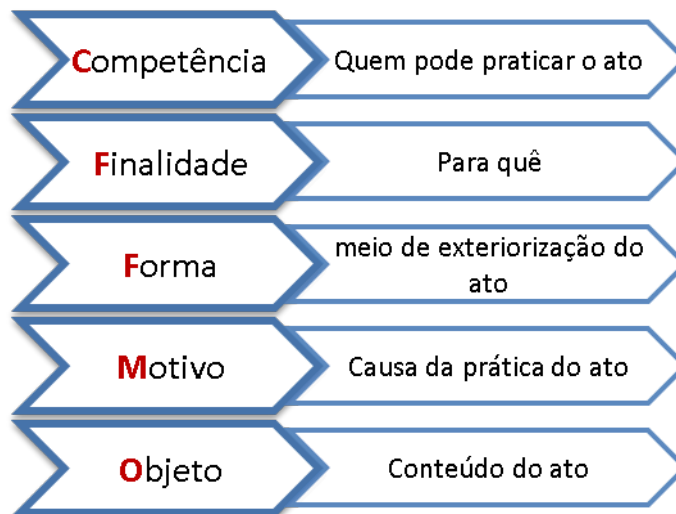 Competência
Quem pode praticar o ato
Finalidade
Para quê
Forma
meio de exteriorização do
ato
Motivo
Causa da prática do ato
Objeto
Conteúdo do ato